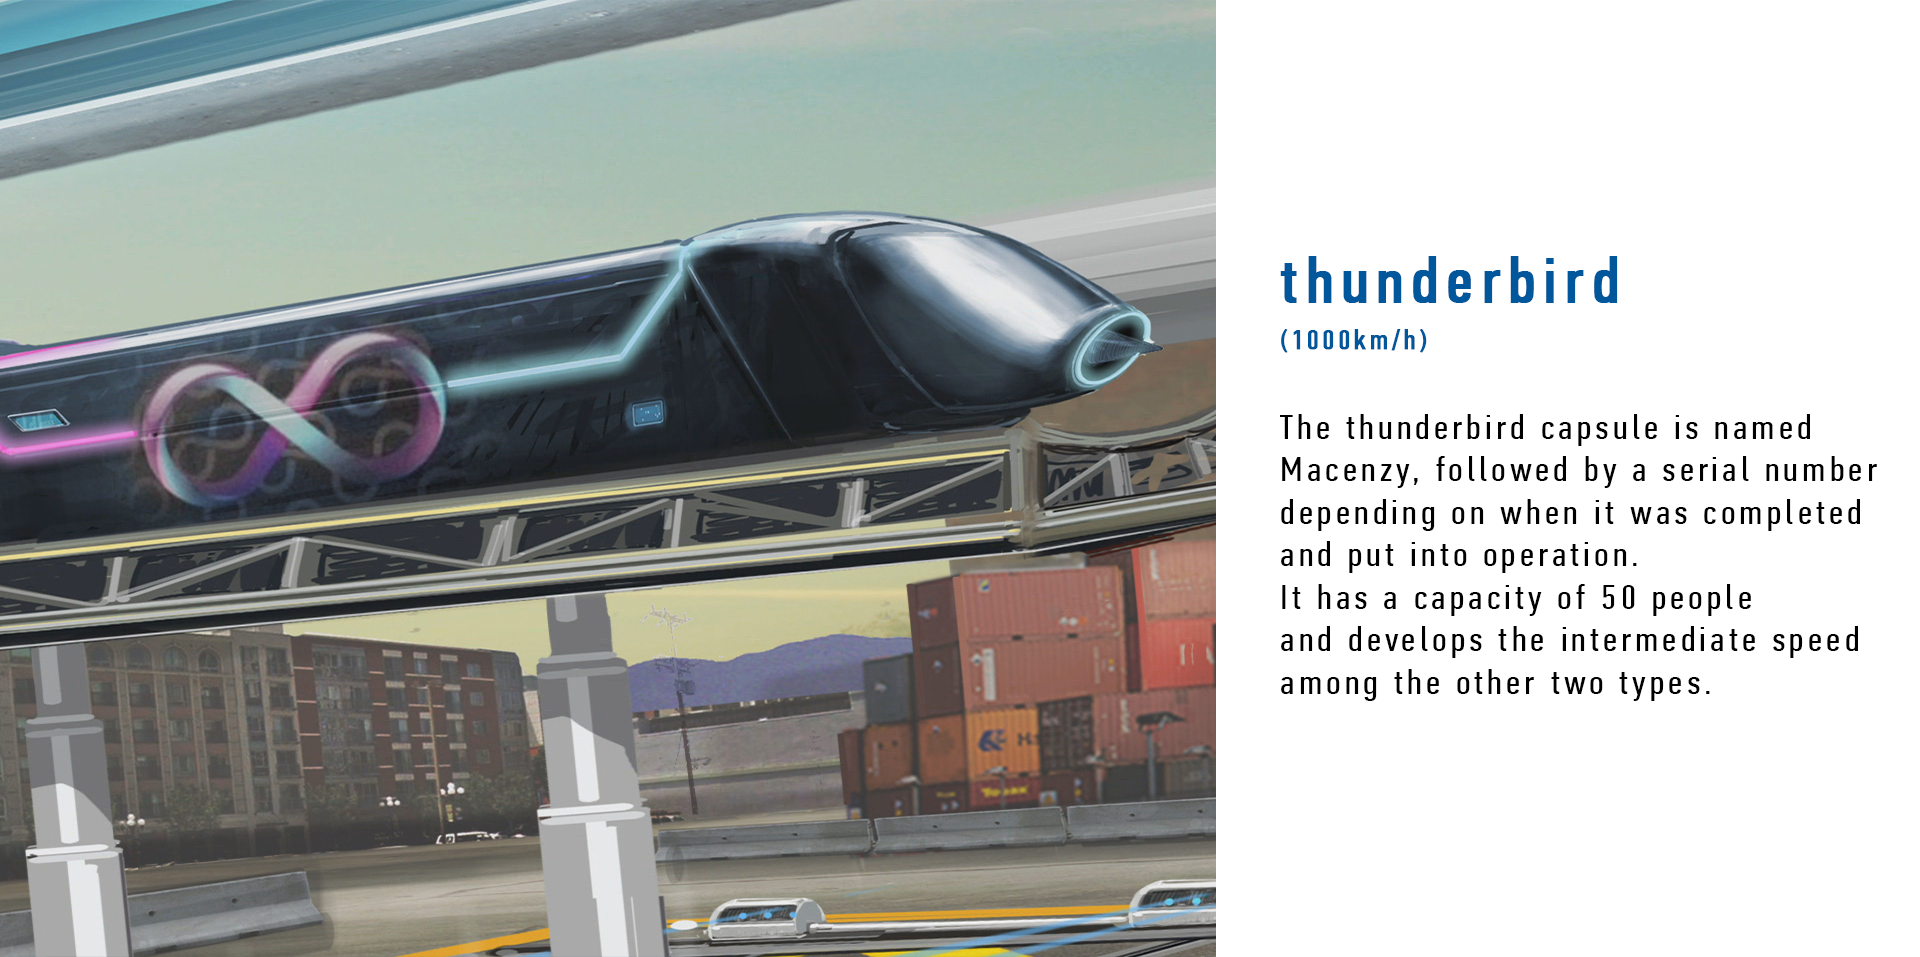 thunderbird
(1000km/h)
The thunderbird capsule is named
Macenzy, followed by a serial number
depending on when it was completed
and put into operation.
It has a capacity of 50 people
and develops the intermediate speed
among the other two types.